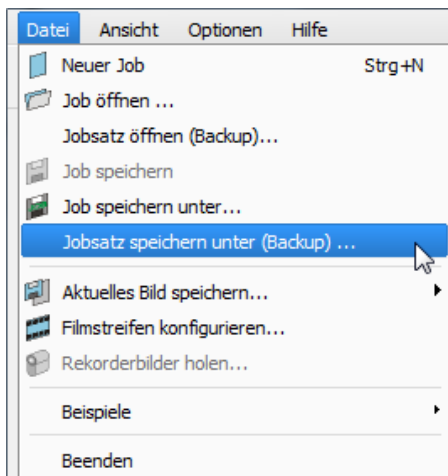 Datei Ansicht Optionen Hilfe
Neuer Job Strg+N
Job öffnen ...
Jobsatz öffnen (Backup)...
Job speichern
Job speichern unter...
Jobsatz speichern unter (Backup) ...
Aktuelles Bild speichern...
Filmstreifen konfigurieren...
Rekorderbilder holen...
Beispiele
Beenden